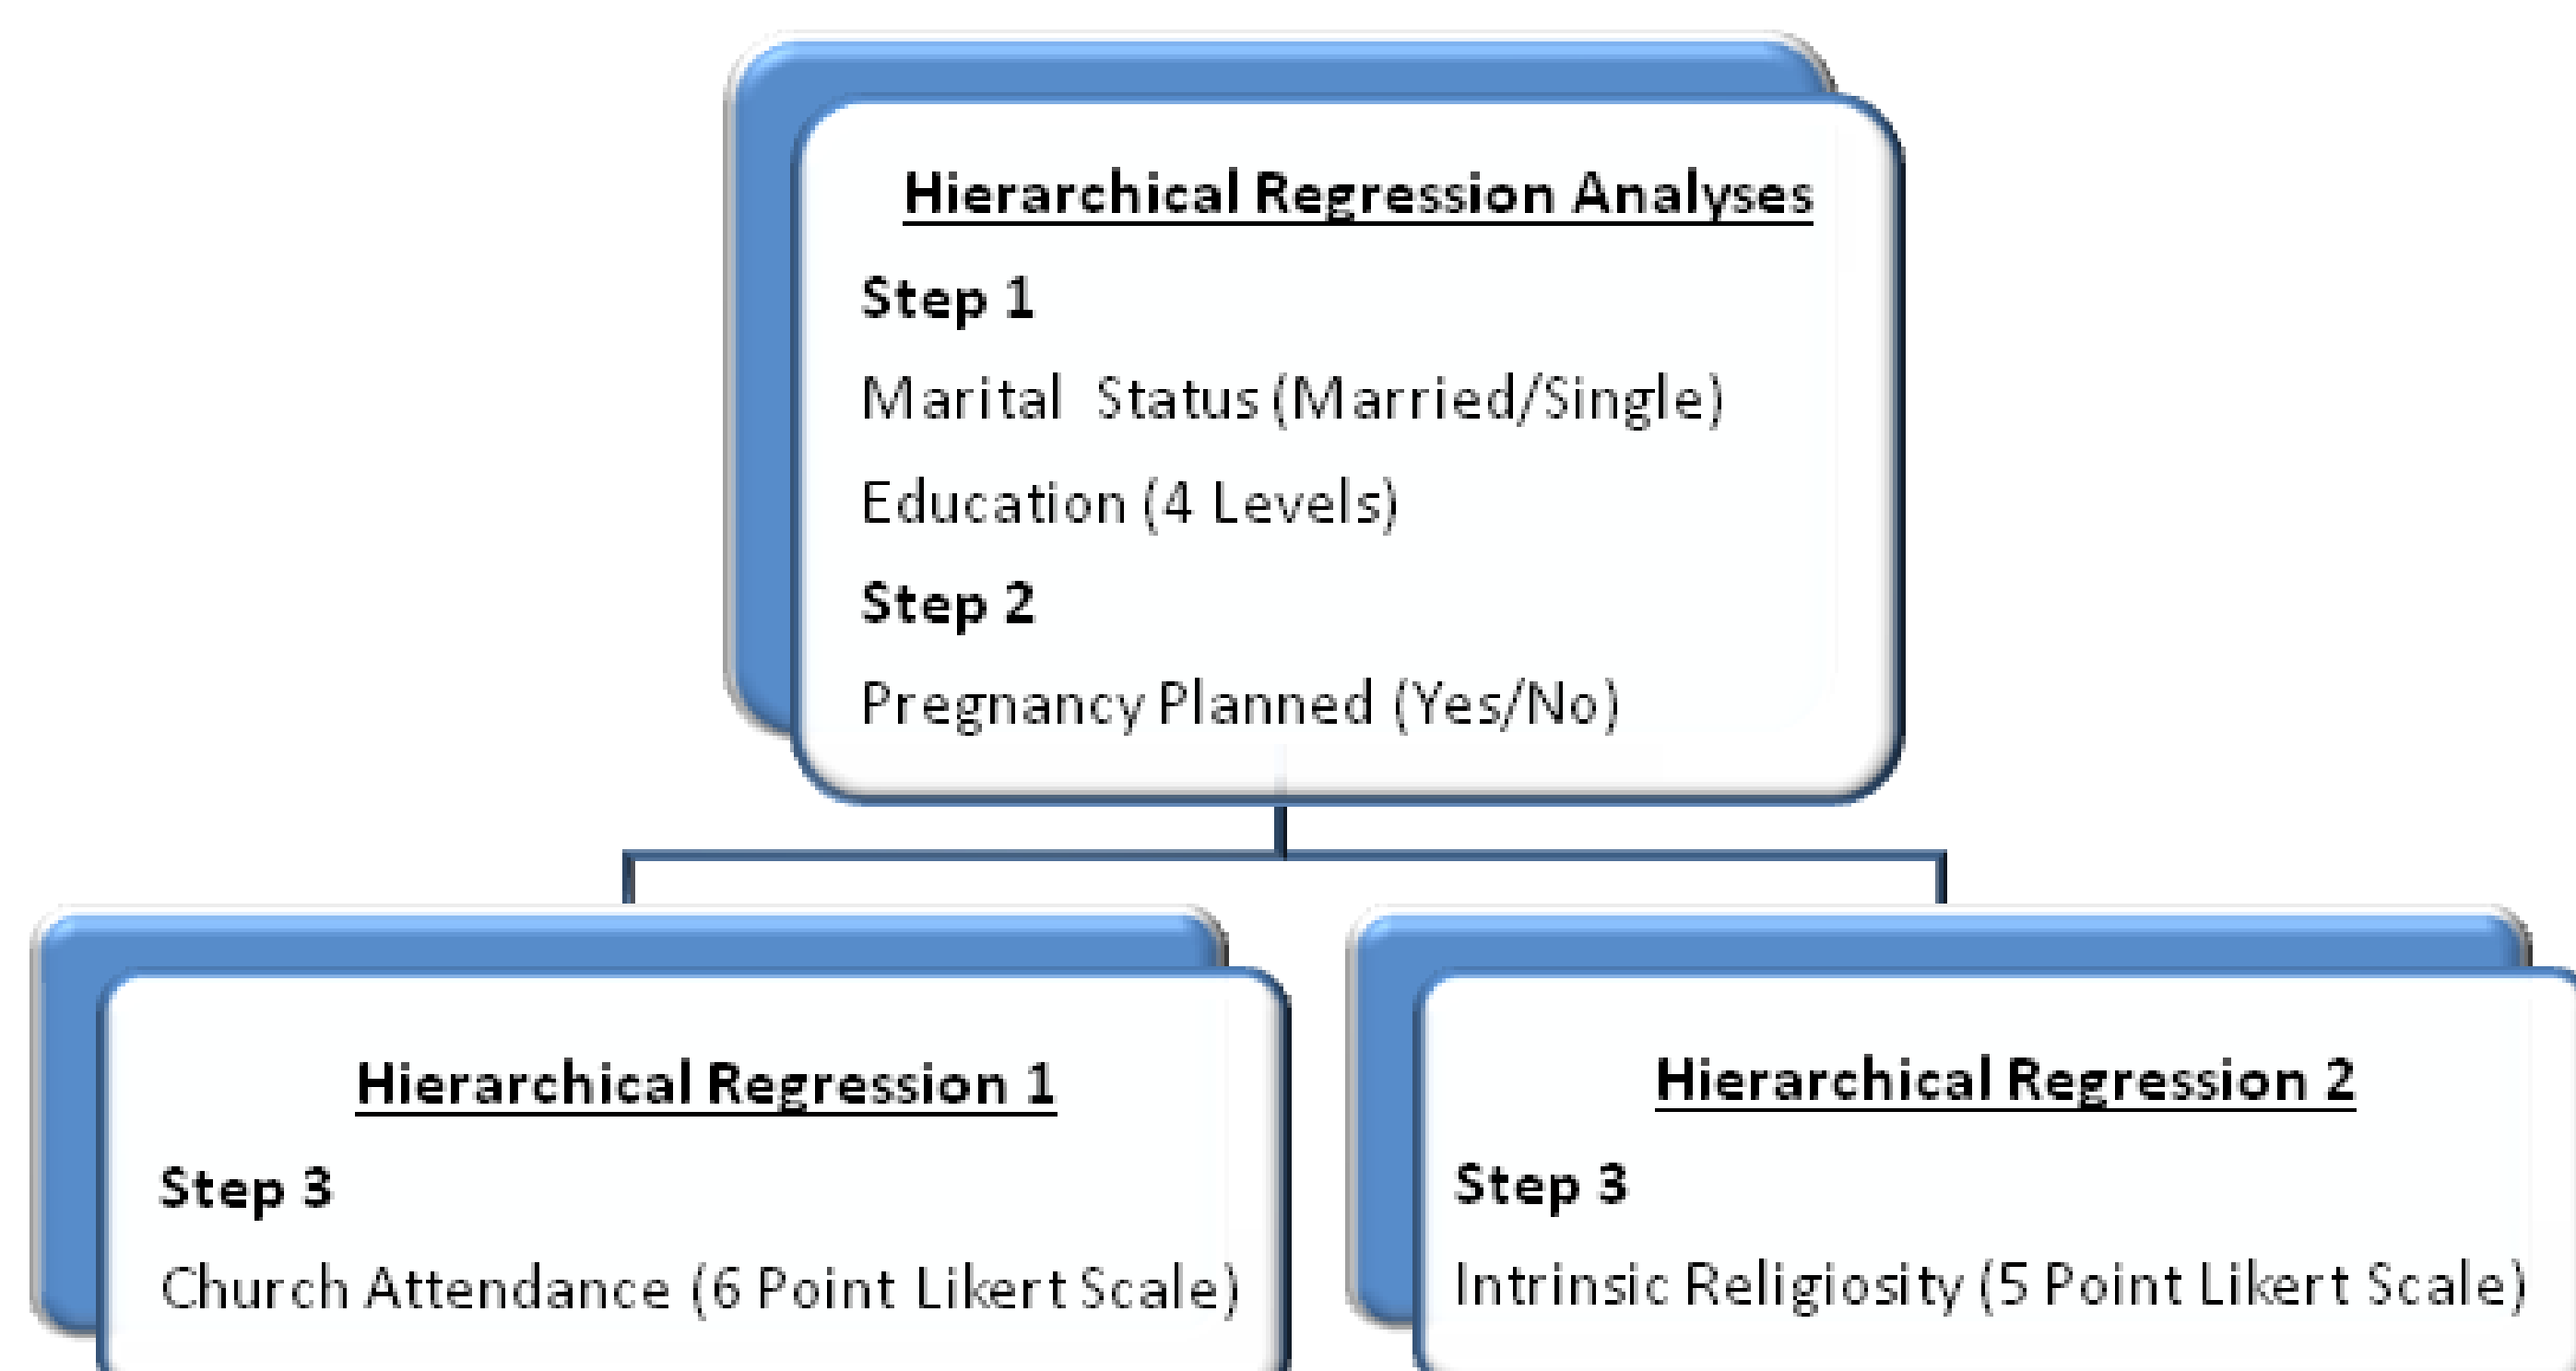 Hierarchical Regression Analyses
Step 1
Marital Status (Married/Single)
Education (4 Levels)
Step 2
Pregnancy Planned (Yes/No)
Hierarchical Regression 1
Step 3
Church Attendance (6 Point Likert Scale)
Hierarchical Regression 2
Step 3
Intrinsic Religiosity (5 Point Likert Scale)